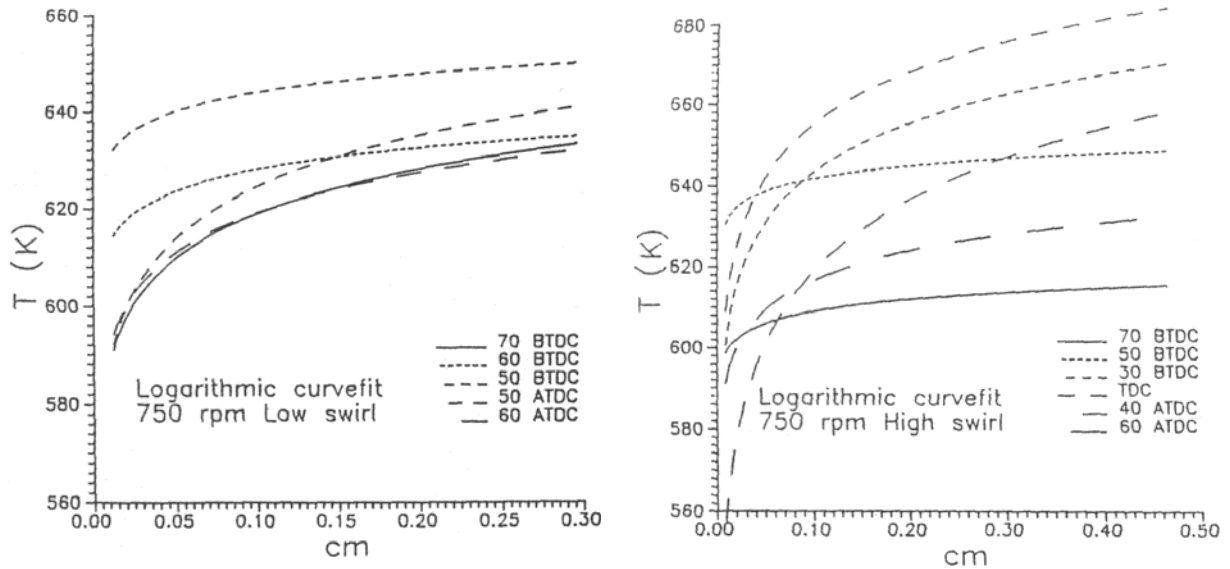 660
640
620
600
580
560
T (K)
0.00
0.05
0.10
0.15
0.20
0.25
0.30
cm
70 BTDC
60 BTDC
50 BTDC
50 ATDC
60 ATDC
Logarithmic curvefit
750 rpm Low swirl
680
660
640
620
600
580
560
T (K)
0.00
0.10
0.20
0.30
0.40
0.50
cm
70 BTDC
50 BTDC
30 BTDC
TDC
40 ATDC
60 ATDC
Logarithmic curvefit
750 rpm High swirl